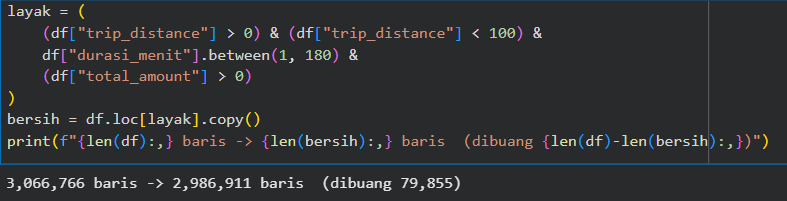 layak = (
    (df["trip_distance"] > 0) & (df["trip_distance"] < 100) &
    df["durasi_menit"].between(1, 180) &
    (df["total_amount"] > 0)
)
bersih = df.loc[layak].copy()
print(f"{len(df):,} baris -> {len(bersih):,} baris  (dibuang {len(df)-len(bersih):,})")
3,066,766 baris -> 2,986,911 baris  (dibuang 79,855)